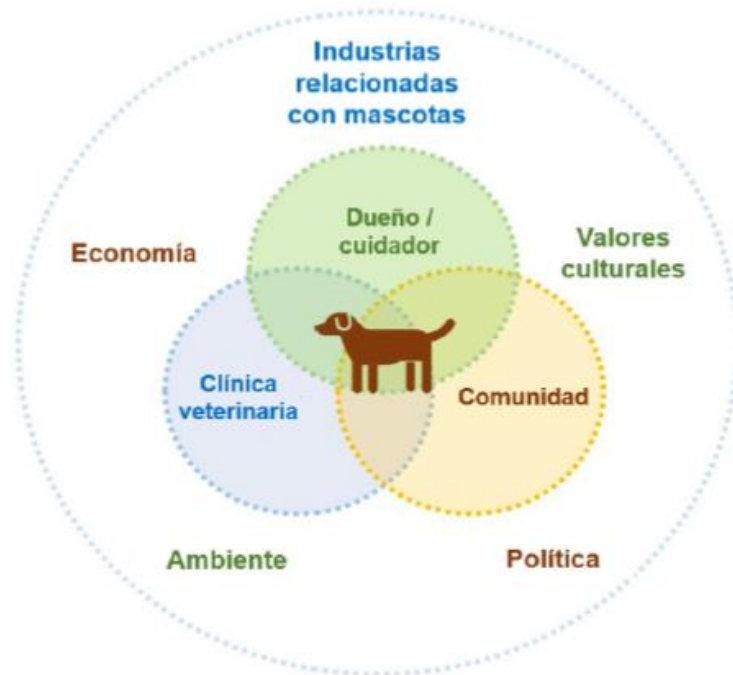 Industrias
relacionadas
con mascotas
Dueño /
cuidador
Economía
Valores
culturales
Clínica
veterinaria
Comunidad
Ambiente
Política